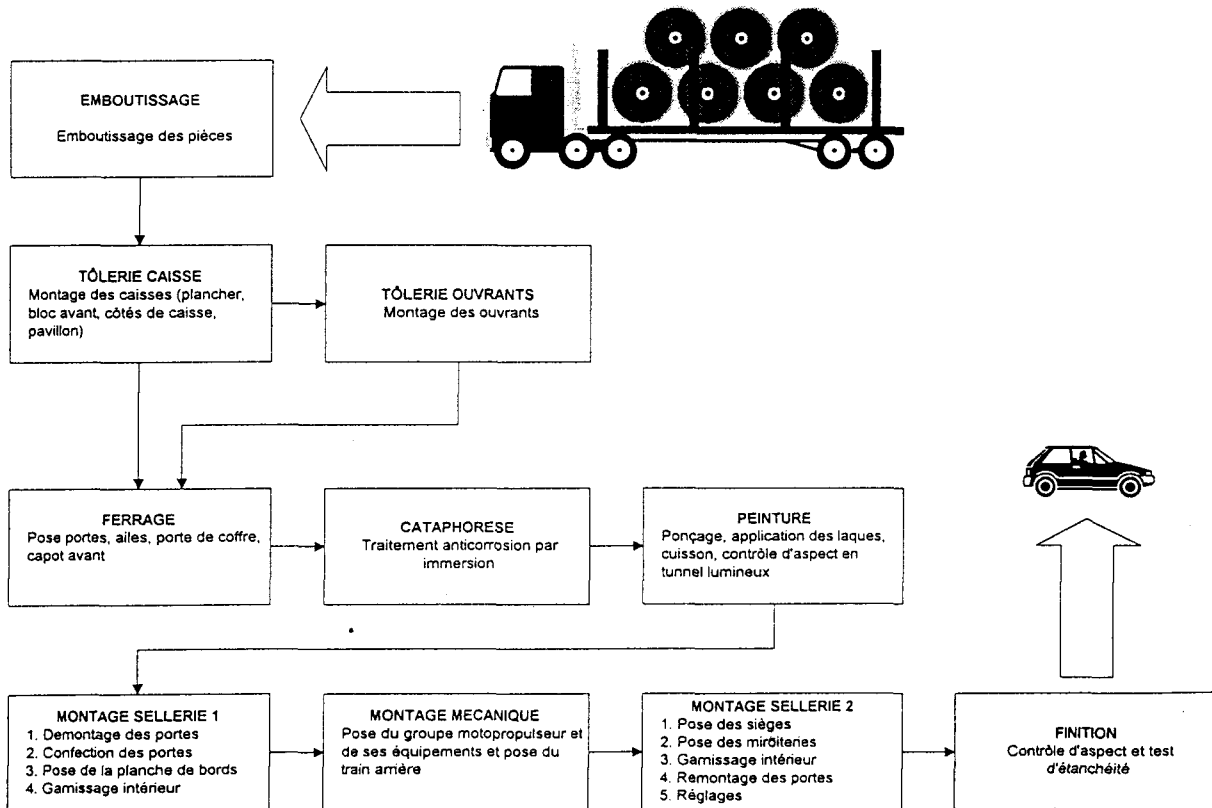 EMBOUTISSAGE
Emboutissage des pièces
TÔLERIE CAISSE
Montage des caisses (plancher,
bloc avant, côtés de caisse,
pavillon)
TÔLERIE OUVRANTS
Montage des ouvrants
FERRAGE
Pose portes, ailes, porte de coffre,
capot avant
CATAPHORESE
Traitement anticorrosion par
immersion
PEINTURE
Ponçage, application des laques,
cuisson, contrôle d'aspect en
tunnel lumineux
MONTAGE SELLERIE 1
1. Demontage des portes
2. Confection des portes
3. Pose de la planche de bords
4. Garnissage intérieur
MONTAGE MECANIQUE
Pose du groupe motopropulseur et
de ses équipements et pose du
train arrière
MONTAGE SELLERIE 2
1. Pose des sièges
2. Pose des miroiteries
3. Garnissage intérieur
4. Remontage des portes
5. Réglages
FINITION
Contrôle d'aspect et test
d'étanchéité